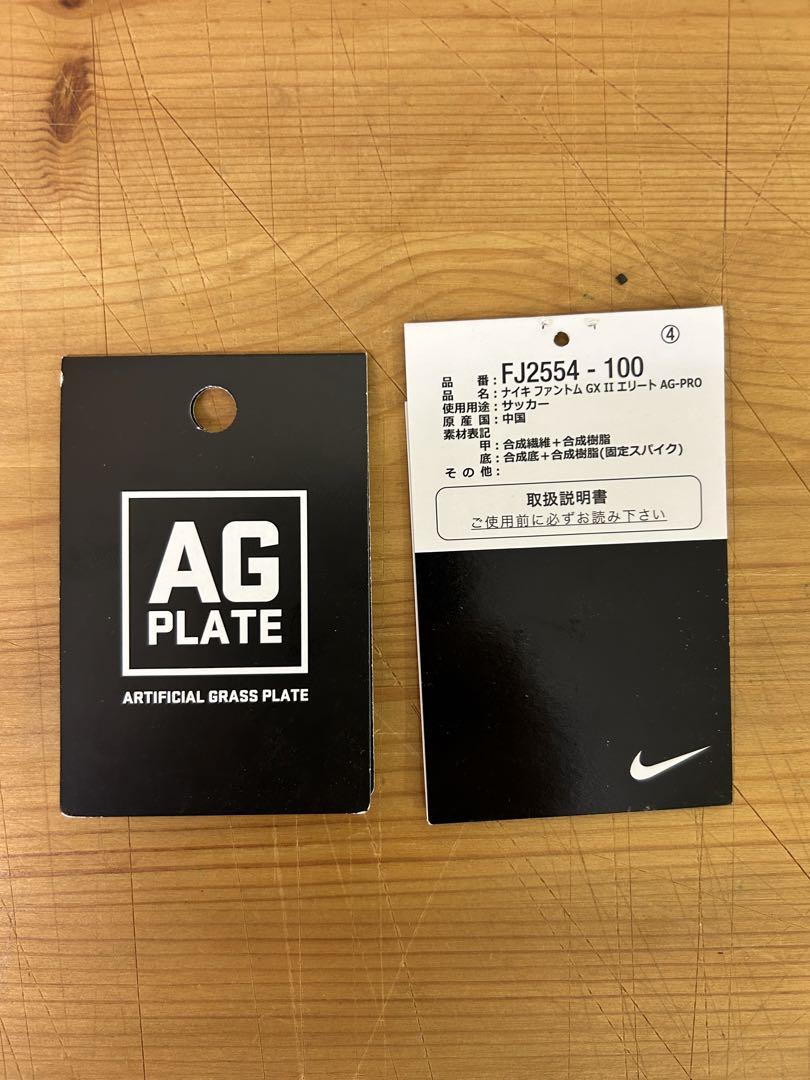 AG
PLATE
ARTIFICIAL GRASS PLATE
④
品 番：FJ2554 - 100
品 名：ナイキ ファントム GX II エリート AG-PRO
使用用途：サッカー
原 産 国：中国
素材表記
甲：合成繊維＋合成樹脂
底：合成底＋合成樹脂(固定スパイク)
そ の 他：
取扱説明書
ご使用前に必ずお読み下さい